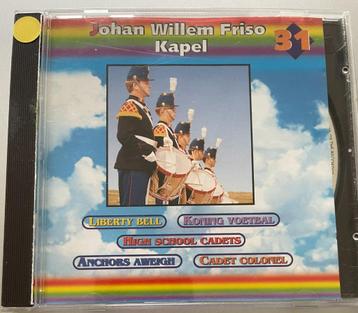 Johan Willem Friso
Kapel
31
LIBERTY BELL
KONING VOETBAL
HIGH SCHOOL CADETS
ANCHORS AWEIGH
CADET COLONEL